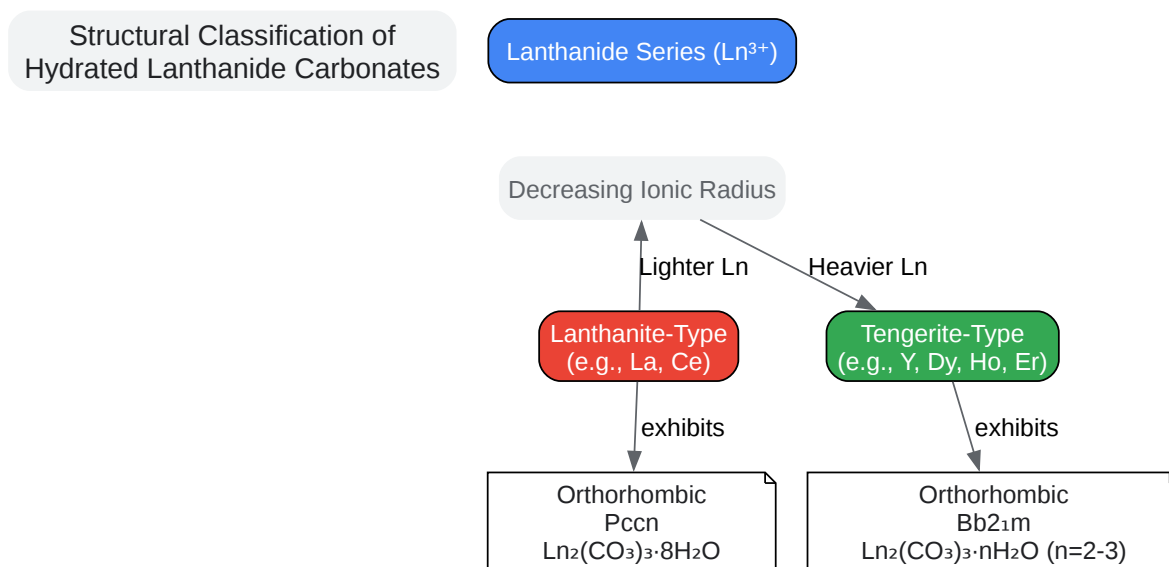 Structural Classification of
Hydrated Lanthanide Carbonates
Lanthanide Series (Ln³⁺)
Decreasing Ionic Radius
Lighter Ln
Heavier Ln
Lanthanite-Type
(e.g., La, Ce)
Tengerite-Type
(e.g., Y, Dy, Ho, Er)
exhibits
exhibits
Orthorhombic
Pccn
Ln₂(CO₃)₃·8H₂O
Orthorhombic
Bb2₁m
Ln₂(CO₃)₃·nH₂O (n=2-3)